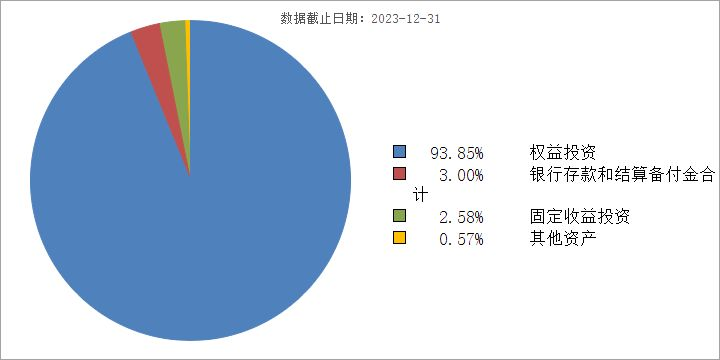 数据截止日期：2023-12-31
93.85% 权益投资
3.00% 银行存款和结算备付金合
计
2.58% 固定收益投资
0.57% 其他资产